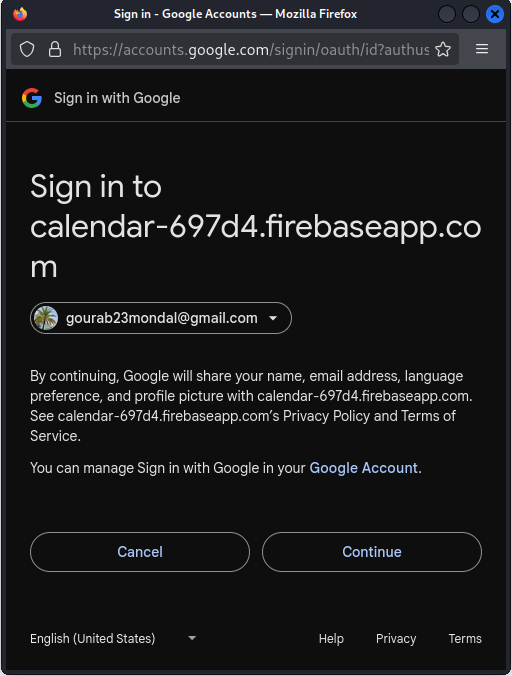 Sign in - Google Accounts — Mozilla Firefox
https://accounts.google.com/signin/oauth/id?authus
Sign in with Google
Sign in to
calendar-697d4.firebaseapp.co
m
gourab23mondal@gmail.com
By continuing, Google will share your name, email address, language
preference, and profile picture with calendar-697d4.firebaseapp.com.
See calendar-697d4.firebaseapp.com’s Privacy Policy and Terms of
Service.
You can manage Sign in with Google in your Google Account.
Cancel Continue
English (United States) Help Privacy Terms